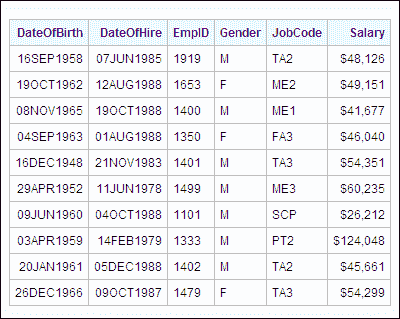 DateOfBirth DateOfHire EmpID Gender JobCode Salary
16SEP1958 07JUN1985 1919 M TA2 $48,126
19OCT1962 12AUG1988 1653 F ME2 $49,151
08NOV1965 19OCT1988 1400 M ME1 $41,677
04SEP1963 01AUG1988 1350 F FA3 $46,040
16DEC1948 21NOV1983 1401 M TA3 $54,351
29APR1952 11JUN1978 1499 M ME3 $60,235
09JUN1960 04OCT1988 1101 M SCP $26,212
03APR1959 14FEB1979 1333 M PT2 $124,048
20JAN1961 05DEC1988 1402 M TA2 $45,661
26DEC1966 09OCT1987 1479 F TA3 $54,299